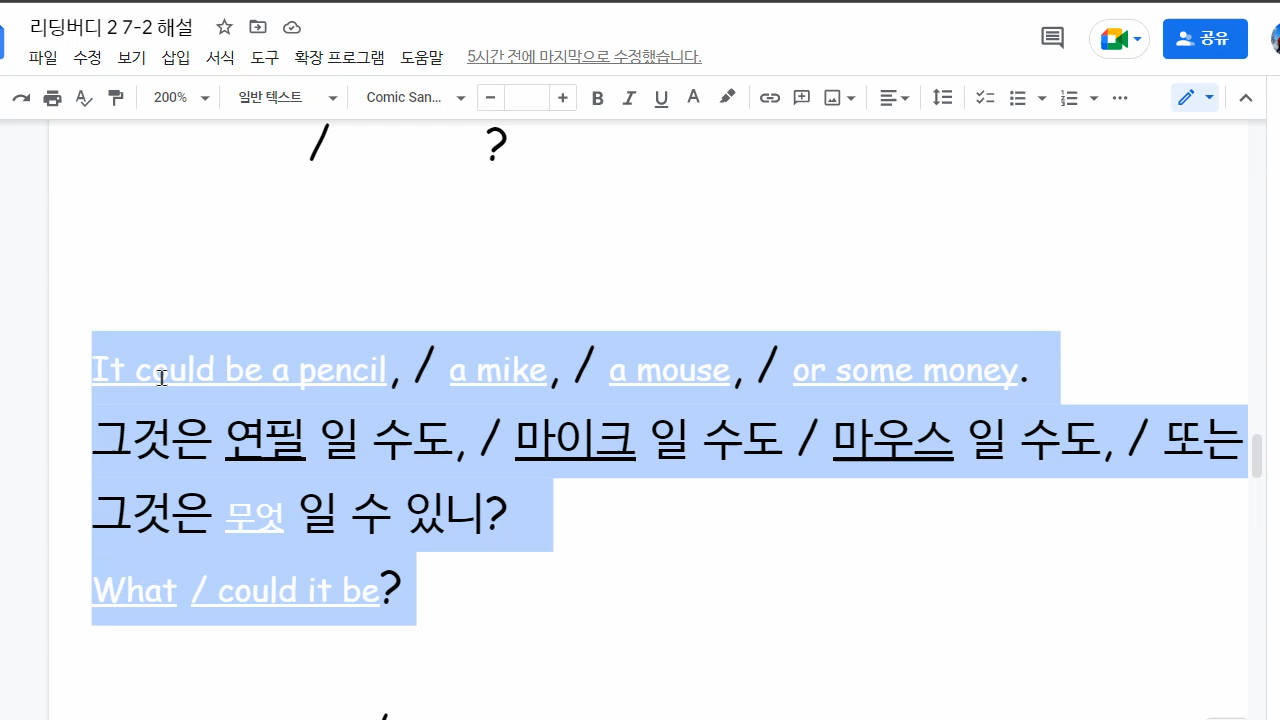 리딩버디 2 7-2 해설
파일 수정 보기 삽입 서식 도구 확장 프로그램 도움말 5시간 전에 마지막으로 수정했습니다.
공유
200% 일반 텍스트 Comic San... − + B I U A
/ ?
It could be a pencil, / a mike, / a mouse, / or some money.
그것은 연필 일 수도, / 마이크 일 수도 / 마우스 일 수도, / 또는
그것은 무엇 일 수 있니?
What / could it be?